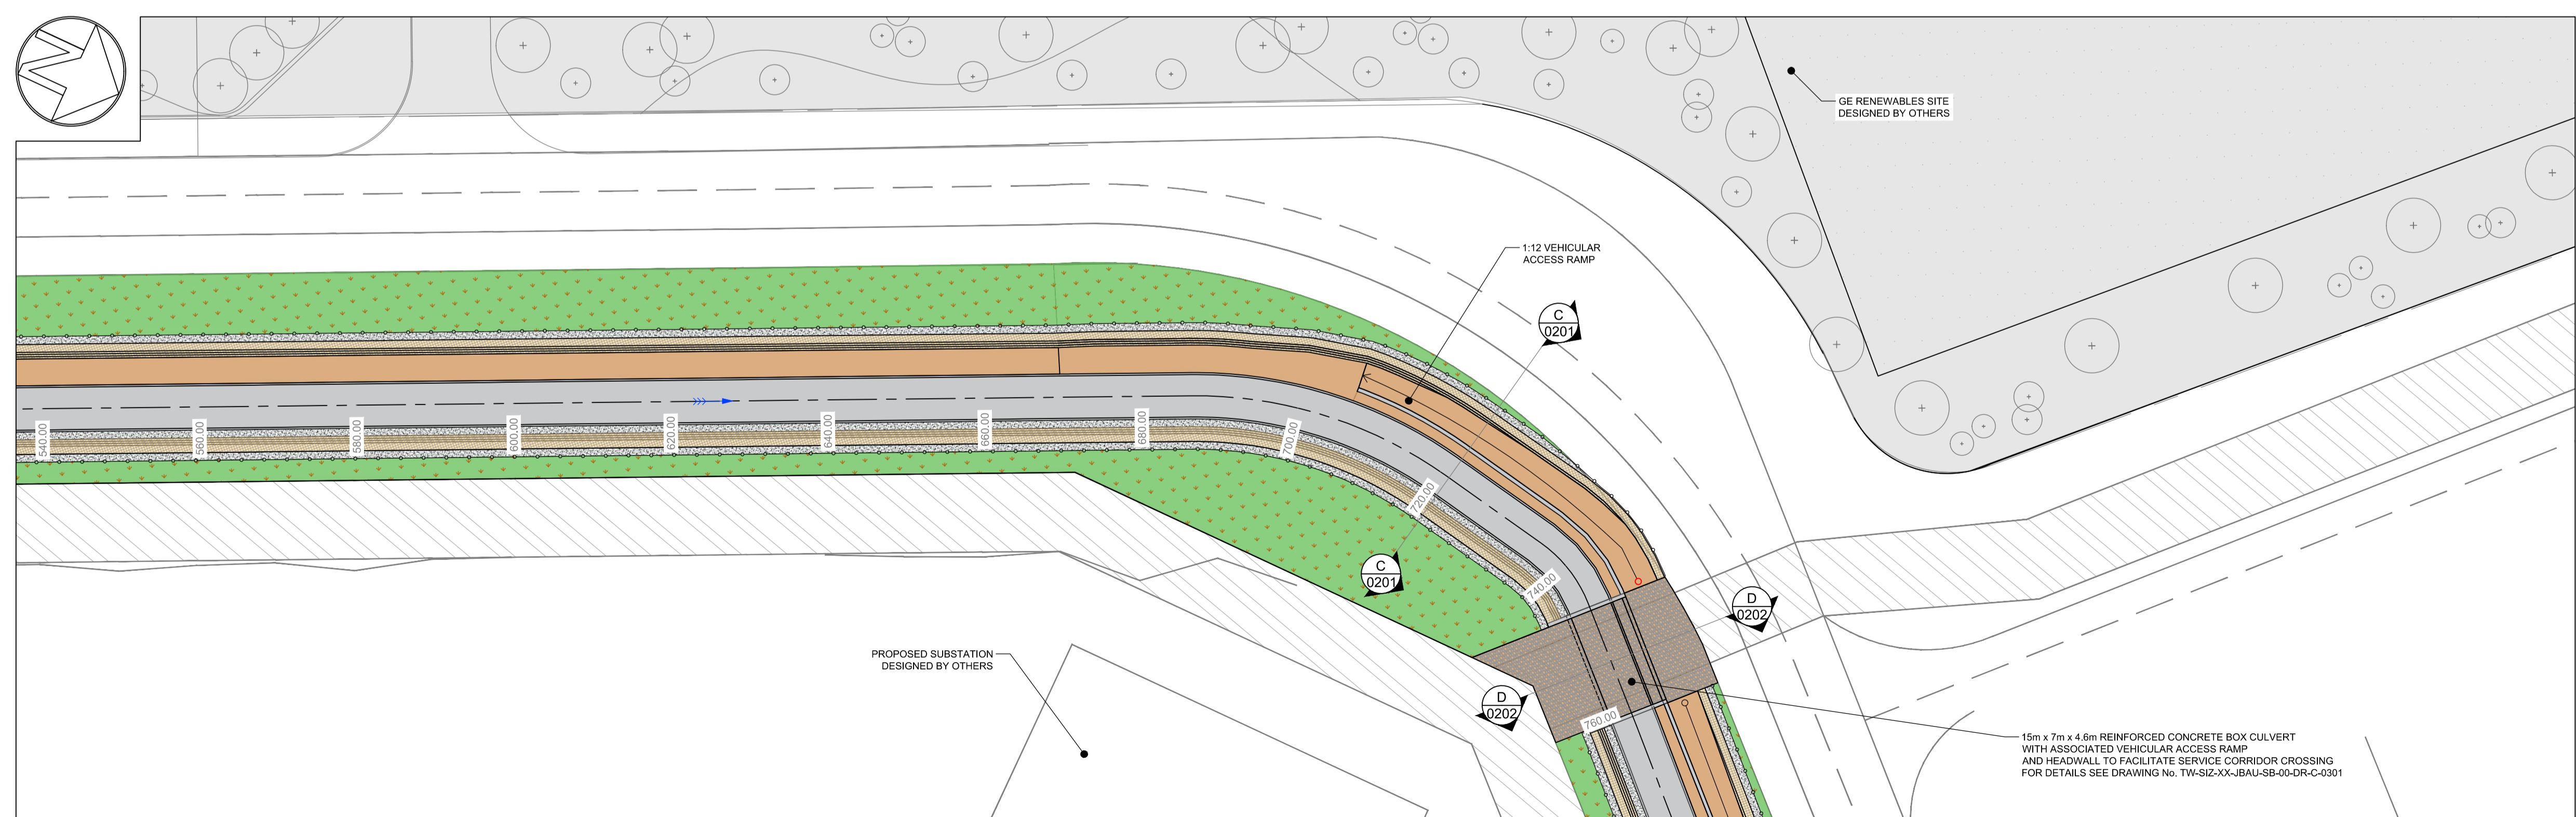 N
GE RENEWABLES SITE
DESIGNED BY OTHERS
1:12 VEHICULAR
ACCESS RAMP
C
0201
540.00
560.00
580.00
600.00
620.00
640.00
660.00
680.00
700.00
720.00
740.00
760.00
C
0201
D
0202
D
0202
PROPOSED SUBSTATION
DESIGNED BY OTHERS
15m x 7m x 4.6m REINFORCED CONCRETE BOX CULVERT
WITH ASSOCIATED VEHICULAR ACCESS RAMP
AND HEADWALL TO FACILITATE SERVICE CORRIDOR CROSSING
FOR DETAILS SEE DRAWING No. TW-SIZ-XX-JBAU-SB-00-DR-C-0301